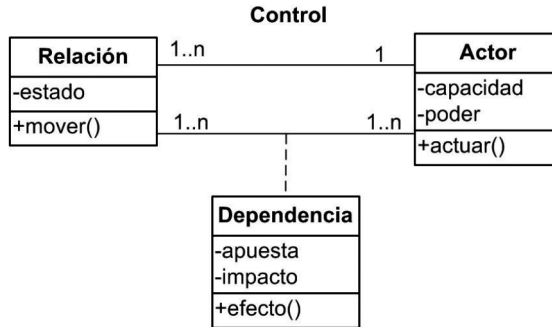 Control
Relación
-estado
+mover()
1..n
1
1..n
1..n
Actor
-capacidad
-poder
+actuar()
Dependencia
-apuesta
-impacto
+efecto()